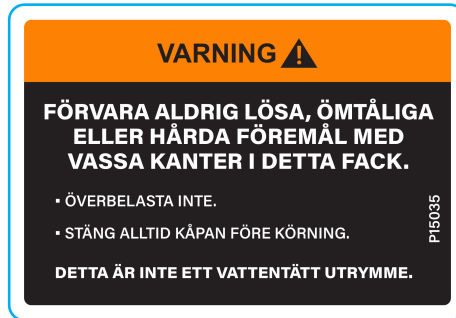 VARNING
FÖRVARA ALDRIG LÖSA, ÖMTÅLIGA
ELLER HÅRDA FÖREMÅL MED
VASSA KANTER I DETTA FACK.
▪ ÖVERBELASTA INTE.
▪ STÄNG ALLTID KÅPAN FÖRE KÖRNING.
DETTA ÄR INTE ETT VATTENTÄTT UTRYMME.
P15035